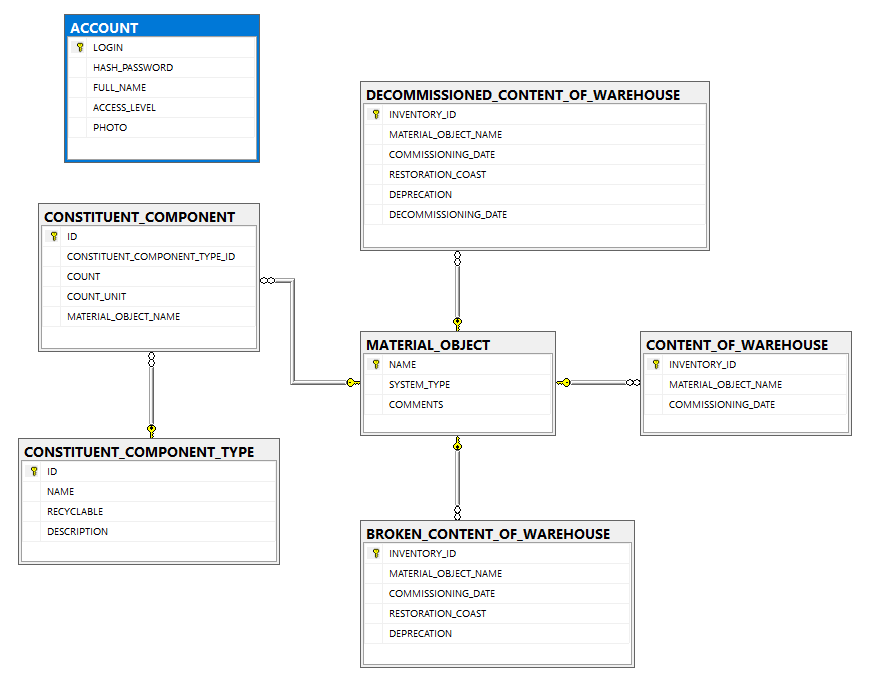 ACCOUNT
LOGIN
HASH_PASSWORD
FULL_NAME
ACCESS_LEVEL
PHOTO
DECOMMISSIONED_CONTENT_OF_WAREHOUSE
INVENTORY_ID
MATERIAL_OBJECT_NAME
COMMISSIONING_DATE
RESTORATION_COAST
DEPRECATION
DECOMMISSIONING_DATE
CONSTITUENT_COMPONENT
ID
CONSTITUENT_COMPONENT_TYPE_ID
COUNT
COUNT_UNIT
MATERIAL_OBJECT_NAME
MATERIAL_OBJECT
NAME
SYSTEM_TYPE
COMMENTS
CONTENT_OF_WAREHOUSE
INVENTORY_ID
MATERIAL_OBJECT_NAME
COMMISSIONING_DATE
CONSTITUENT_COMPONENT_TYPE
ID
NAME
RECYCLABLE
DESCRIPTION
BROKEN_CONTENT_OF_WAREHOUSE
INVENTORY_ID
MATERIAL_OBJECT_NAME
COMMISSIONING_DATE
RESTORATION_COAST
DEPRECATION